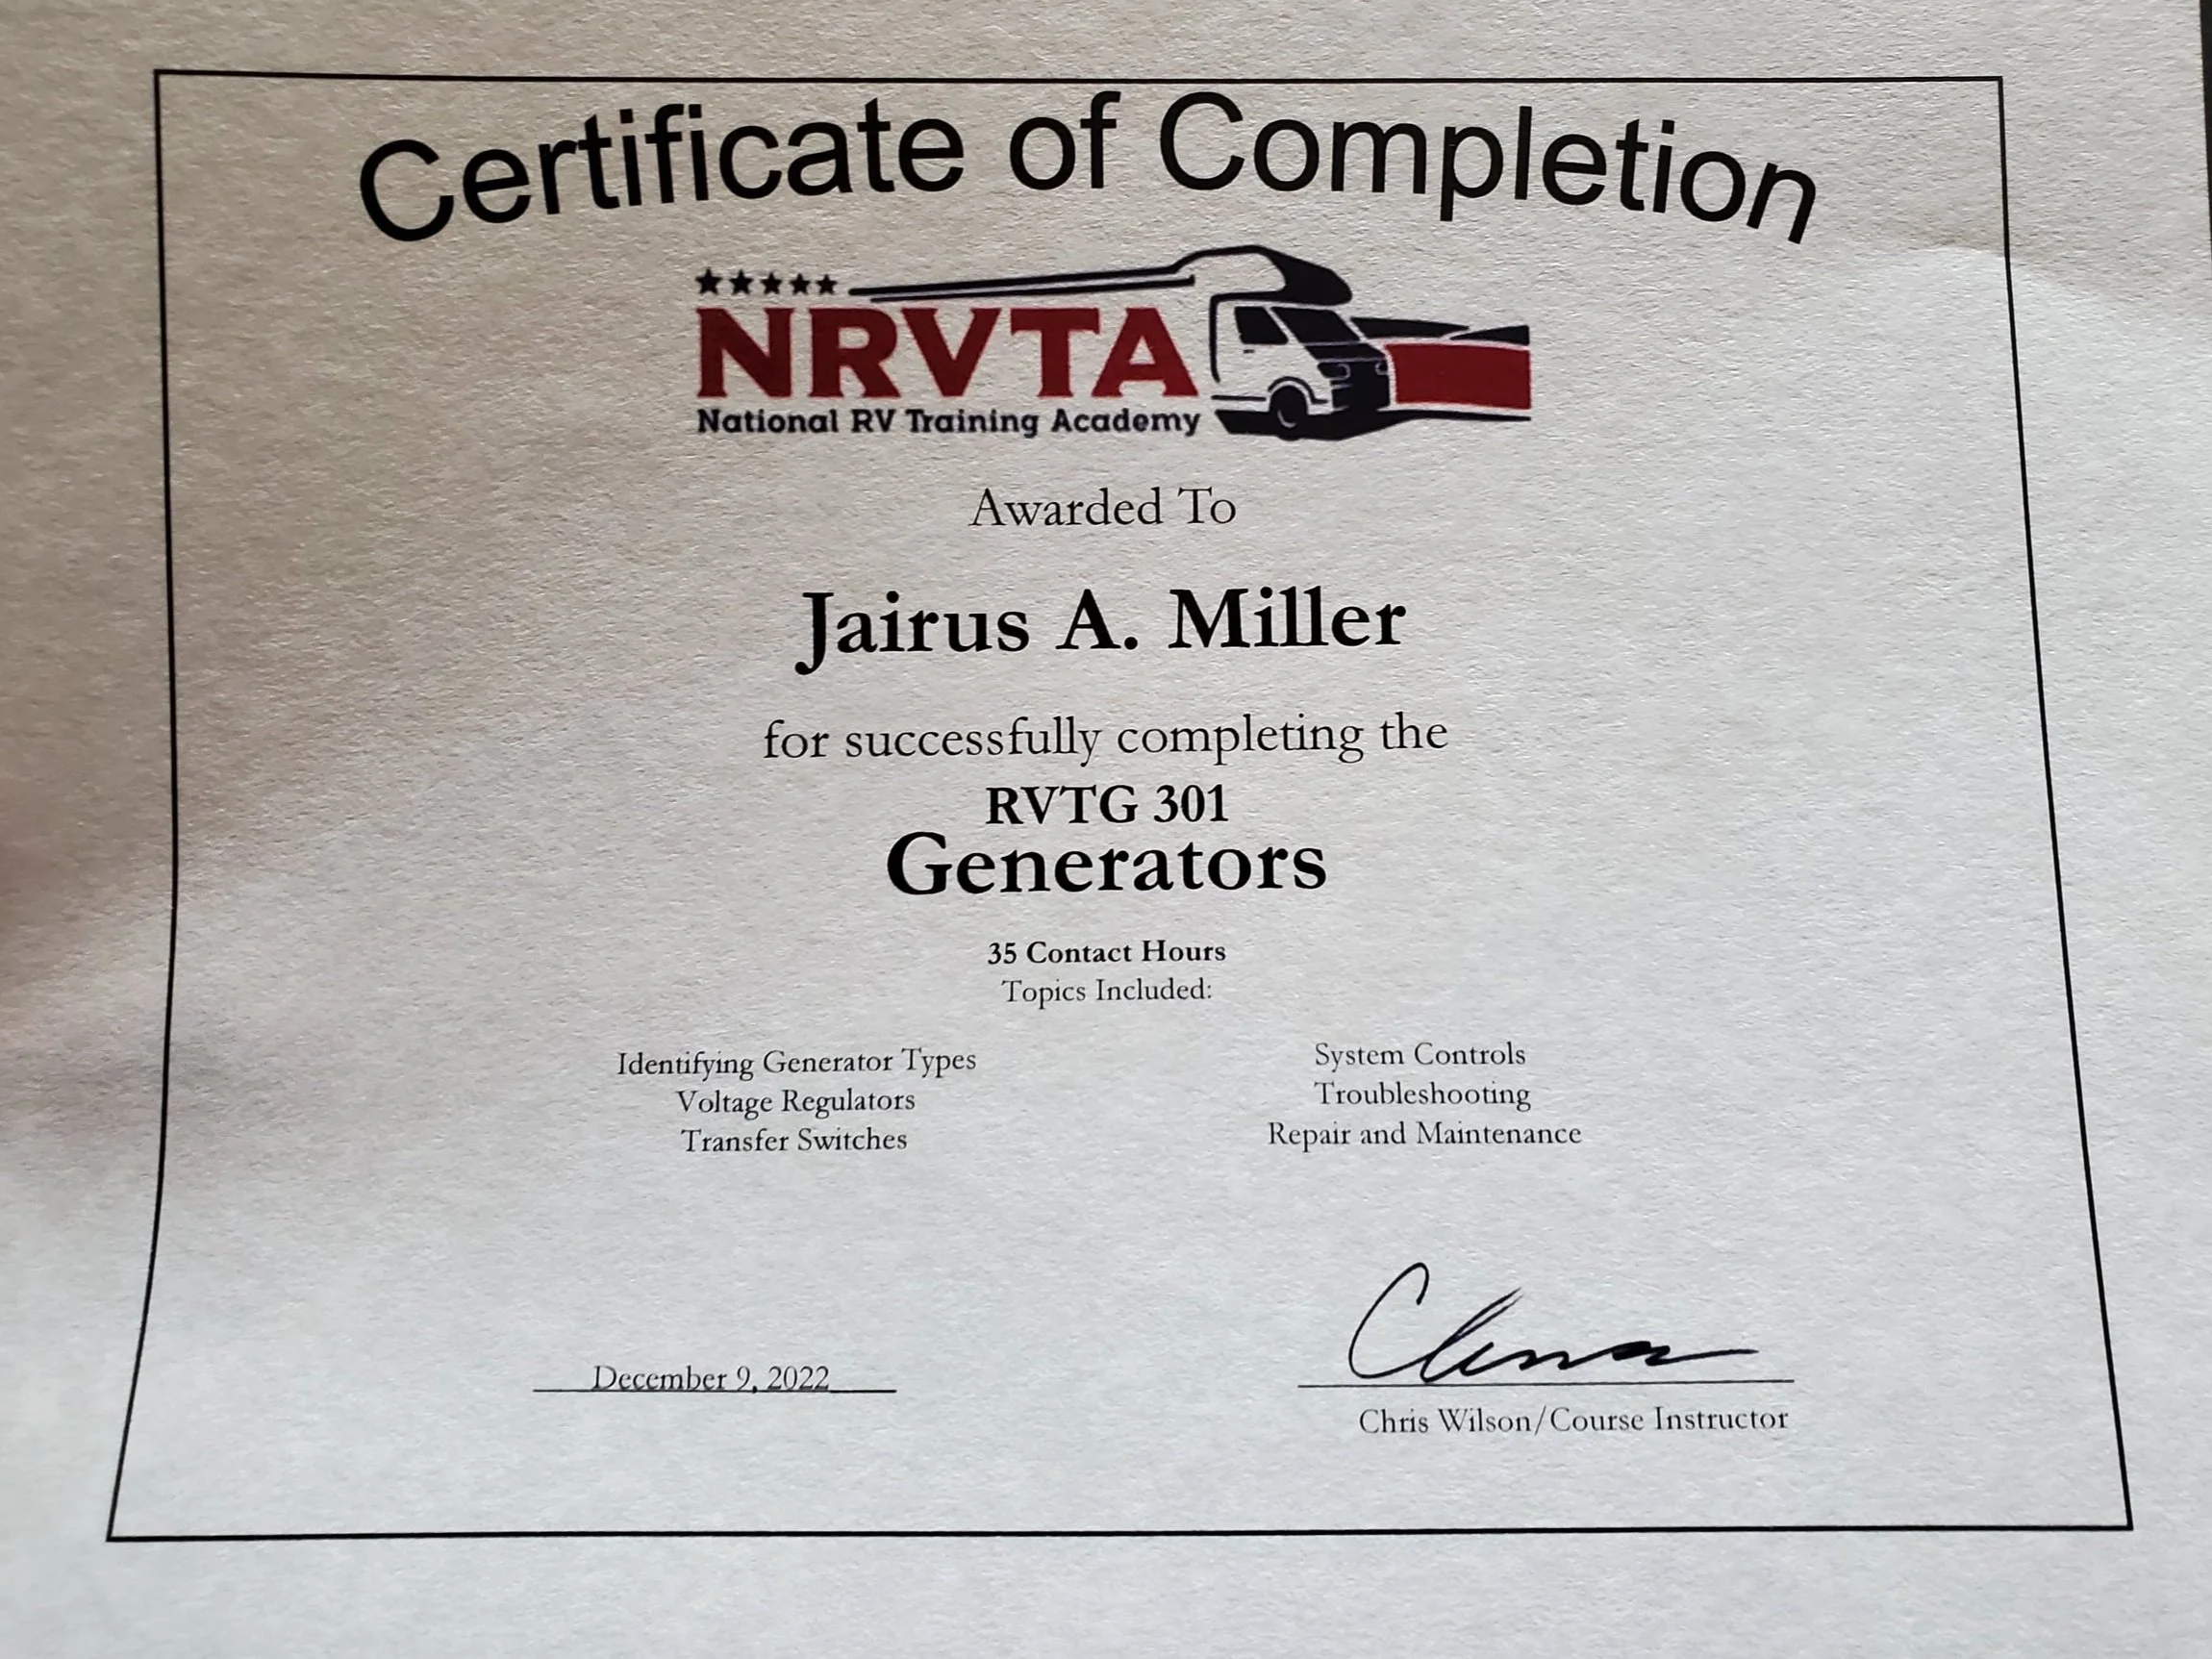 Certificate of Completion
NRVTA
National RV Training Academy
Awarded To
Jairus A. Miller
for successfully completing the
RVTG 301
Generators
35 Contact Hours
Topics Included:
Identifying Generator Types
Voltage Regulators
Transfer Switches
System Controls
Troubleshooting
Repair and Maintenance
December 9, 2022
Chris Wilson/Course Instructor